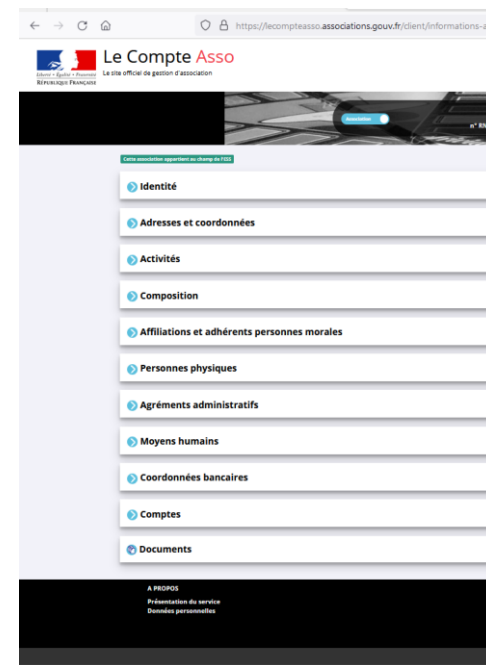 https://lecompteasso.associations.gouv.fr/client/informations-a
Liberté • Égalité • Fraternité
RÉPUBLIQUE FRANÇAISE
Le Compte Asso
Le site officiel de gestion d'association
Association
n° RN
Cette association appartient au champ de l'ESS
Identité
Adresses et coordonnées
Activités
Composition
Affiliations et adhérents personnes morales
Personnes physiques
Agréments administratifs
Moyens humains
Coordonnées bancaires
Comptes
Documents
A PROPOS
Présentation du service
Données personnelles